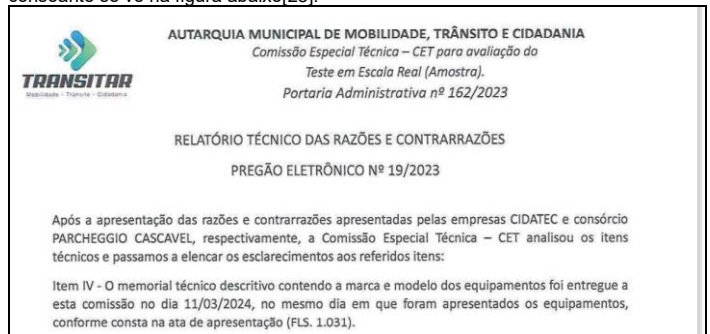 AUTARQUIA MUNICIPAL DE MOBILIDADE, TRÂNSITO E CIDADANIA
Comissão Especial Técnica – CET para avaliação do
Teste em Escala Real (Amostra).
Portaria Administrativa nº 162/2023
TRANSITAR
Mobilidade - Trânsito - Cidadania
RELATÓRIO TÉCNICO DAS RAZÕES E CONTRARRAZÕES
PREGÃO ELETRÔNICO Nº 19/2023
Após a apresentação das razões e contrarrazões apresentadas pelas empresas CIDATEC e consórcio
PARCHEGGIO CASCAVEL, respectivamente, a Comissão Especial Técnica – CET analisou os itens
técnicos e passamos a elencar os esclarecimentos aos referidos itens:
Item IV - O memorial técnico descritivo contendo a marca e modelo dos equipamentos foi entregue a
esta comissão no dia 11/03/2024, no mesmo dia em que foram apresentados os equipamentos,
conforme consta na ata de apresentação (FLS. 1.031).